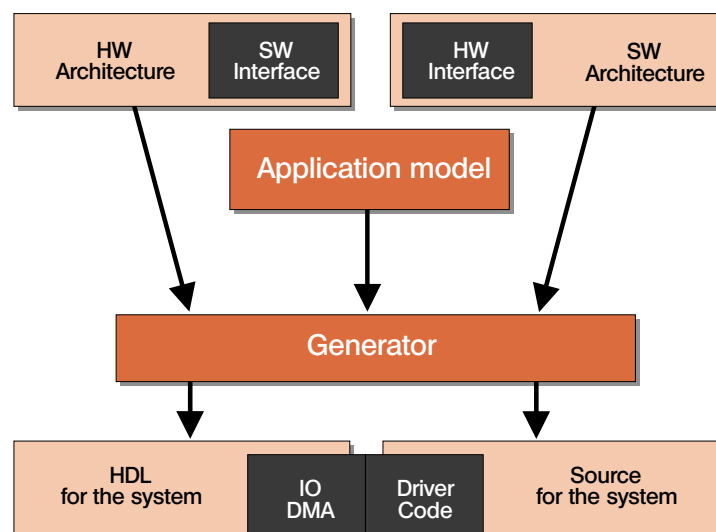 HW
Architecture
SW
Interface
HW
Interface
SW
Architecture
Application model
Generator
HDL
for the system
IO
DMA
Driver
Code
Source
for the system